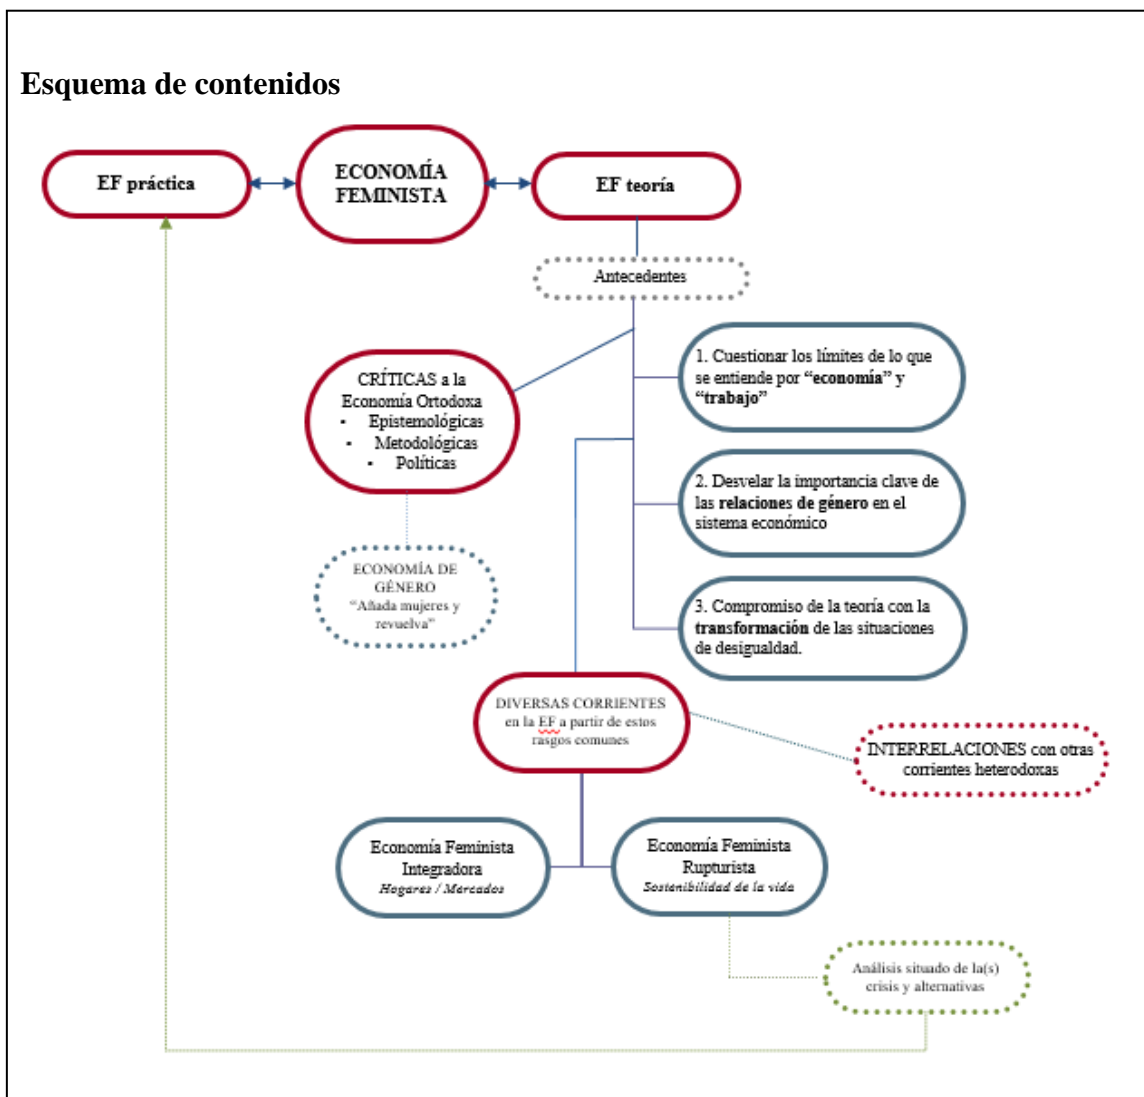 Esquema de contenidos
EF práctica
ECONOMÍA
FEMINISTA
EF teoría
Antecedentes
CRÍTICAS a la
Economía Ortodoxa
▪ Epistemológicas
▪ Metodológicas
▪ Políticas
1. Cuestionar los límites de lo que
se entiende por “economía” y
“trabajo”
2. Desvelar la importancia clave de
las relaciones de género en el
sistema económico
ECONOMÍA DE
GÉNERO
“Añada mujeres y
revuelva”
3. Compromiso de la teoría con la
transformación de las situaciones
de desigualdad.
DIVERSAS CORRIENTES
en la EF a partir de estos
rasgos comunes
INTERRELACIONES con otras
corrientes heterodoxas
Economía Feminista
Integradora
Hogares / Mercados
Economía Feminista
Rupturista
Sostenibilidad de la vida
Análisis situado de la(s)
crisis y alternativas